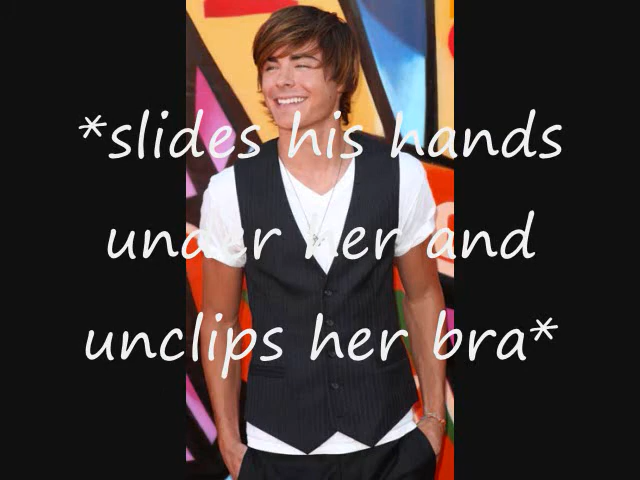 *slides his hands
under her and
unclips her bra*